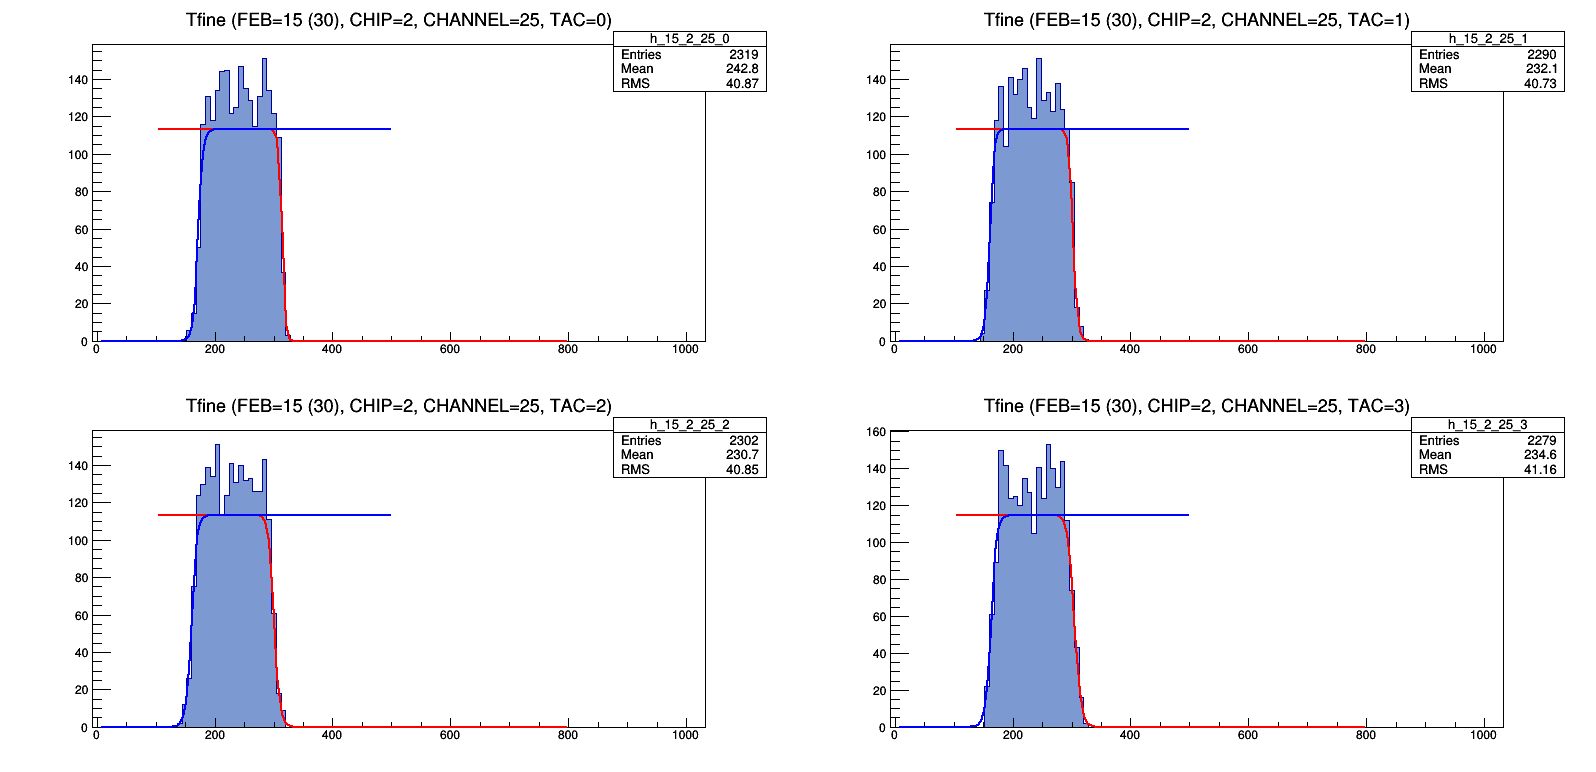 Tfine (FEB=15 (30), CHIP=2, CHANNEL=25, TAC=0)
h_15_2_25_0
Entries 2319
Mean 242.8
RMS 40.87
140
120
100
80
60
40
20
0
0 200 400 600 800 1000
Tfine (FEB=15 (30), CHIP=2, CHANNEL=25, TAC=1)
h_15_2_25_1
Entries 2290
Mean 232.1
RMS 40.73
140
120
100
80
60
40
20
0
0 200 400 600 800 1000
Tfine (FEB=15 (30), CHIP=2, CHANNEL=25, TAC=2)
h_15_2_25_2
Entries 2302
Mean 230.7
RMS 40.85
140
120
100
80
60
40
20
0
0 200 400 600 800 1000
Tfine (FEB=15 (30), CHIP=2, CHANNEL=25, TAC=3)
h_15_2_25_3
Entries 2279
Mean 234.6
RMS 41.16
160
140
120
100
80
60
40
20
0
0 200 400 600 800 1000